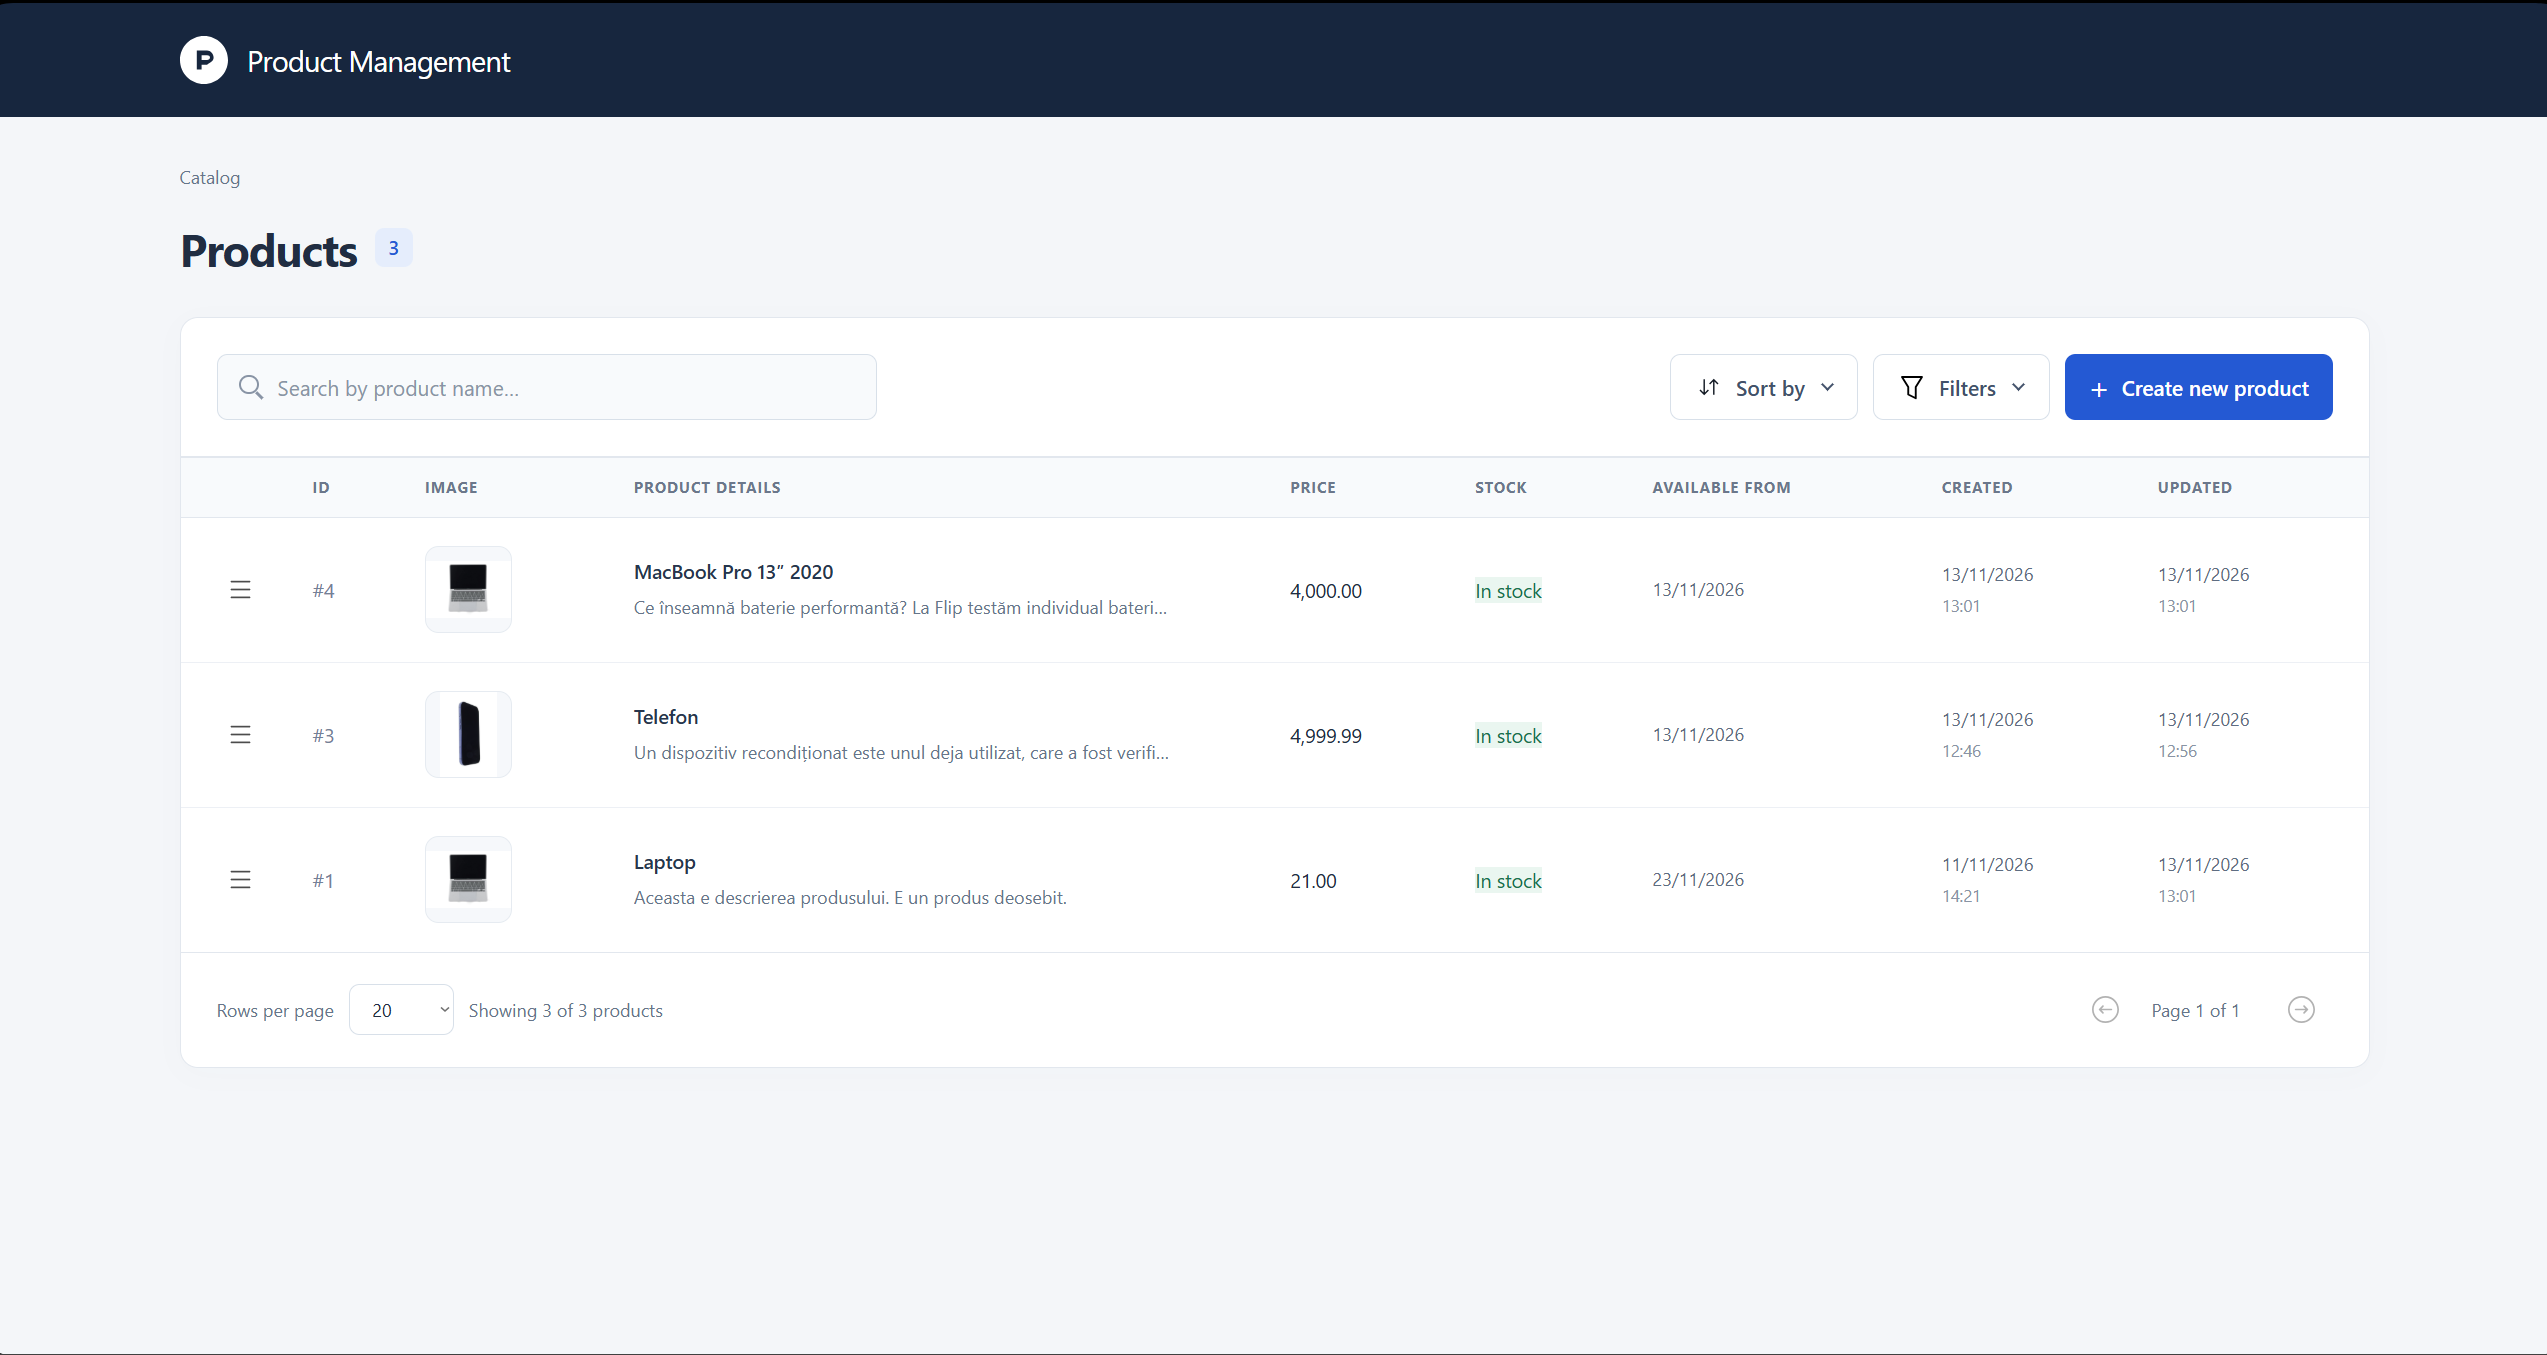 P Product Management
Catalog
Products 3
Search by product name...
Sort by
Filters
+ Create new product
ID IMAGE PRODUCT DETAILS PRICE STOCK AVAILABLE FROM CREATED UPDATED
#4 MacBook Pro 13″ 2020 4,000.00 In stock 13/11/2026 13/11/2026 13/11/2026
Ce înseamnă baterie performantă? La Flip testăm individual bateri... 13:01 13:01
#3 Telefon 4,999.99 In stock 13/11/2026 13/11/2026 13/11/2026
Un dispozitiv recondiționat este unul deja utilizat, care a fost verifi... 12:46 12:56
#1 Laptop 21.00 In stock 23/11/2026 11/11/2026 13/11/2026
Aceasta e descrierea produsului. E un produs deosebit. 14:21 13:01
Rows per page 20 Showing 3 of 3 products Page 1 of 1